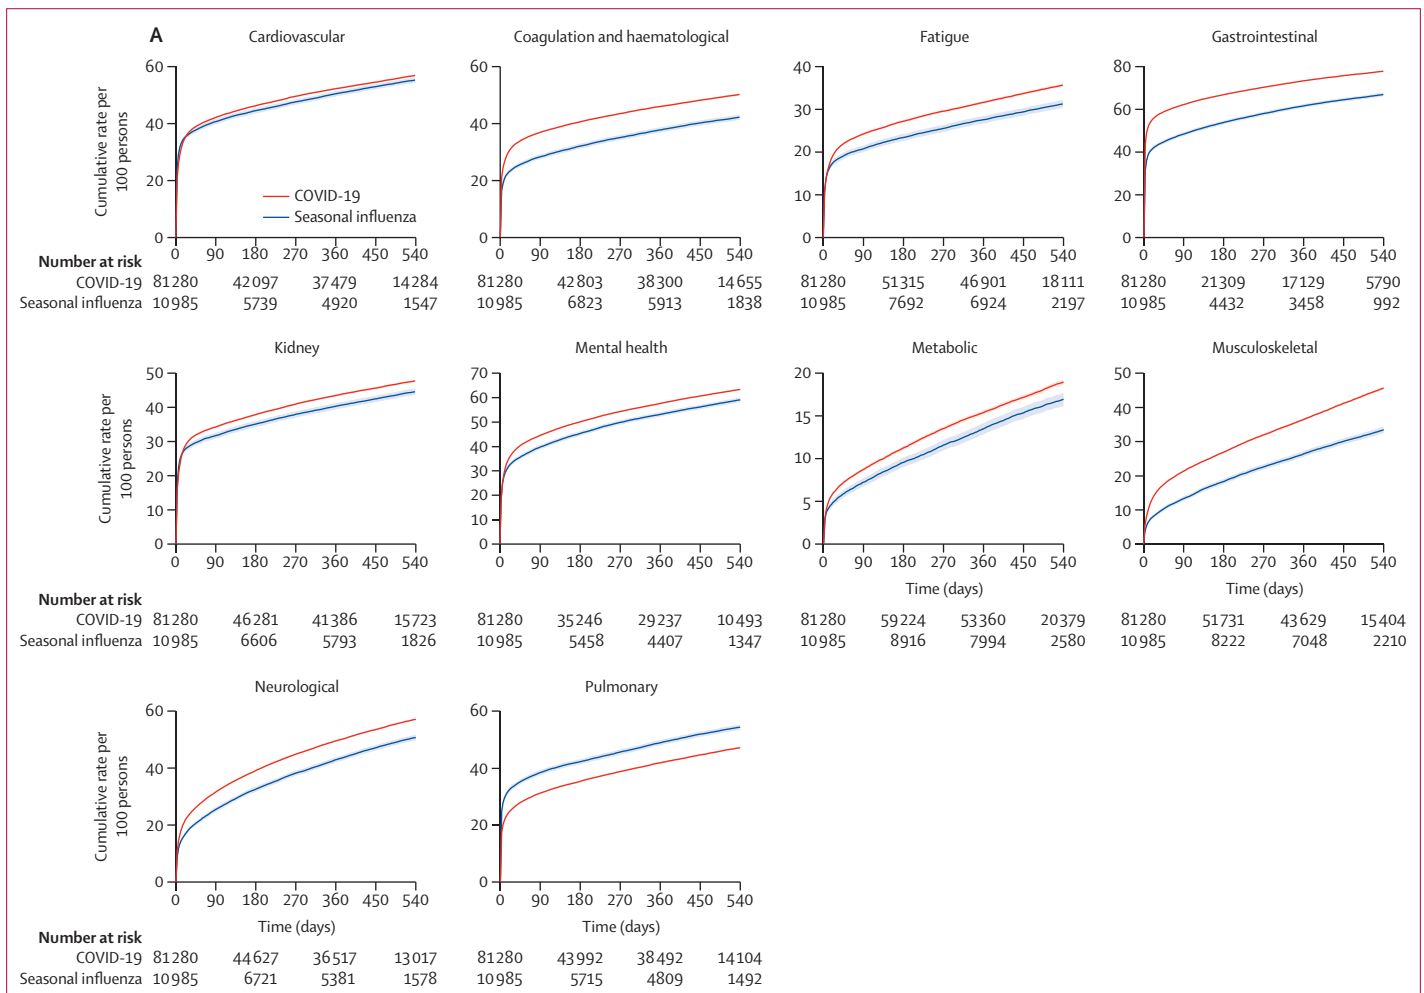 A
Cardiovascular
Coagulation and haematological
Fatigue
Gastrointestinal
Cumulative rate per
100 persons
60
40
20
0
COVID-19
Seasonal influenza
60
40
20
0
40
30
20
10
0
80
60
40
20
0
0 90 180 270 360 450 540
0 90 180 270 360 450 540
0 90 180 270 360 450 540
0 90 180 270 360 450 540
Number at risk
COVID-19 81280 42097 37479 14284 81280 42803 38300 14655 81280 51315 46901 18111 81280 21309 17129 5790
Seasonal influenza 10985 5739 4920 1547 10985 6823 5913 1838 10985 7692 6924 2197 10985 4432 3458 992
Kidney
Mental health
Metabolic
Musculoskeletal
Cumulative rate per
100 persons
50
40
30
20
10
0
70
60
50
40
30
20
10
0
20
15
10
5
0
50
40
30
20
10
0
0 90 180 270 360 450 540
0 90 180 270 360 450 540
0 90 180 270 360 450 540
0 90 180 270 360 450 540
Time (days)
Time (days)
Number at risk
COVID-19 81280 46281 41386 15723 81280 35246 29237 10493 81280 59224 53360 20379 81280 51731 43629 15404
Seasonal influenza 10985 6606 5793 1826 10985 5458 4407 1347 10985 8916 7994 2580 10985 8222 7048 2210
Neurological
Pulmonary
Cumulative rate per
100 persons
60
40
20
0
60
40
20
0
0 90 180 270 360 450 540
0 90 180 270 360 450 540
Time (days)
Time (days)
Number at risk
COVID-19 81280 44627 36517 13017 81280 43992 38492 14104
Seasonal influenza 10985 6721 5381 1578 10985 5715 4809 1492